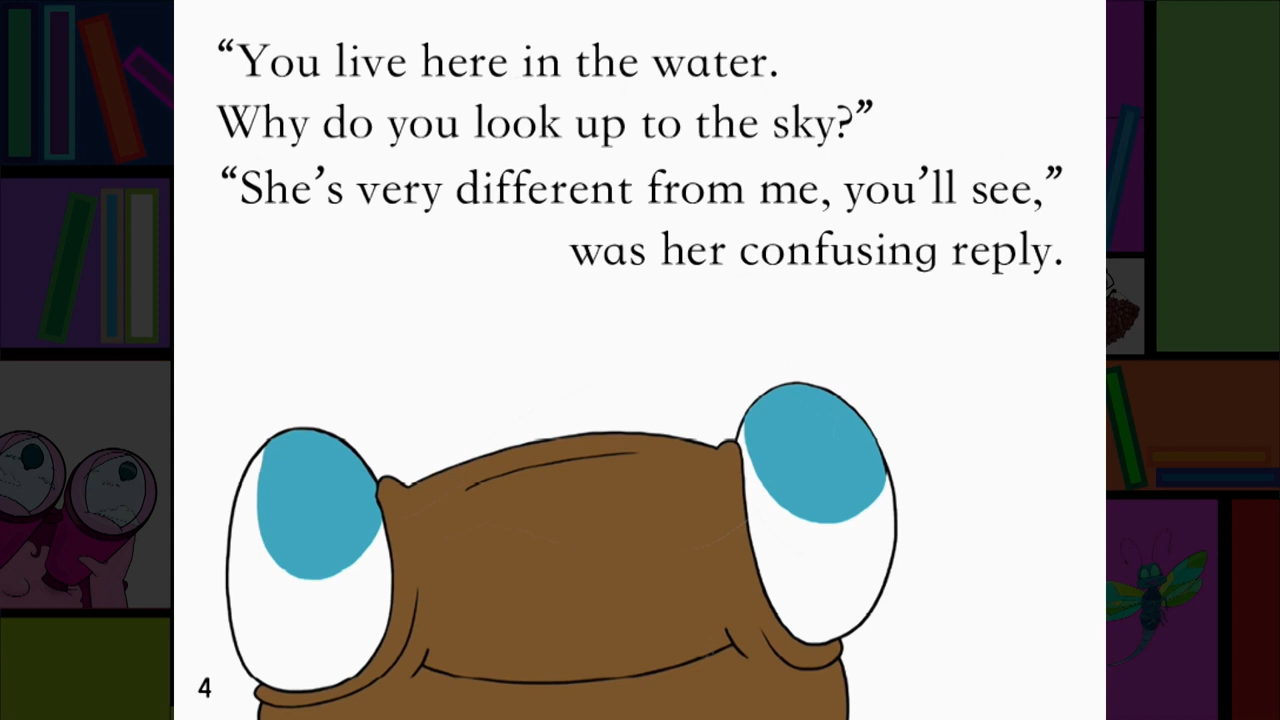 “You live here in the water.
Why do you look up to the sky?”
“She’s very different from me, you’ll see,”
was her confusing reply.
4